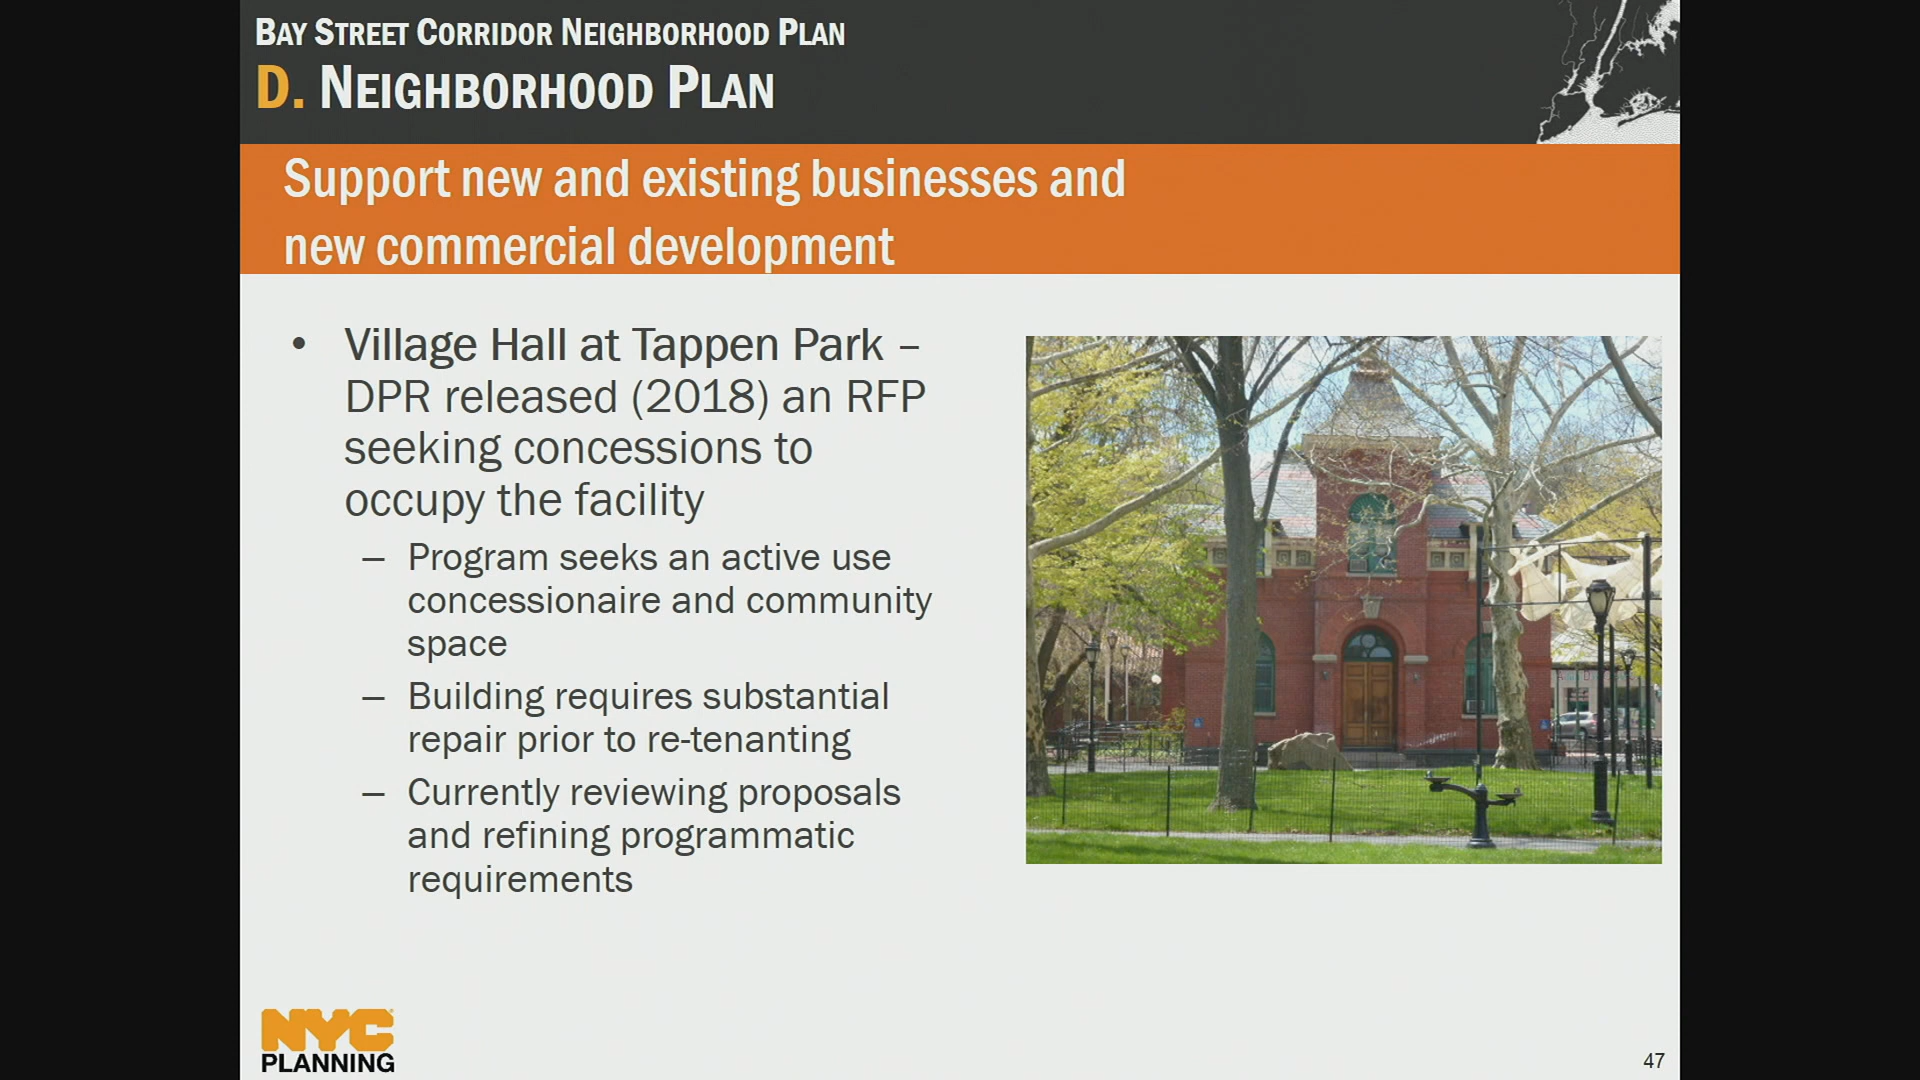 BAY STREET CORRIDOR NEIGHBORHOOD PLAN
D. NEIGHBORHOOD PLAN
Support new and existing businesses and
new commercial development
• Village Hall at Tappen Park –
DPR released (2018) an RFP
seeking concessions to
occupy the facility
– Program seeks an active use
concessionaire and community
space
– Building requires substantial
repair prior to re-tenanting
– Currently reviewing proposals
and refining programmatic
requirements
NYC
PLANNING
47